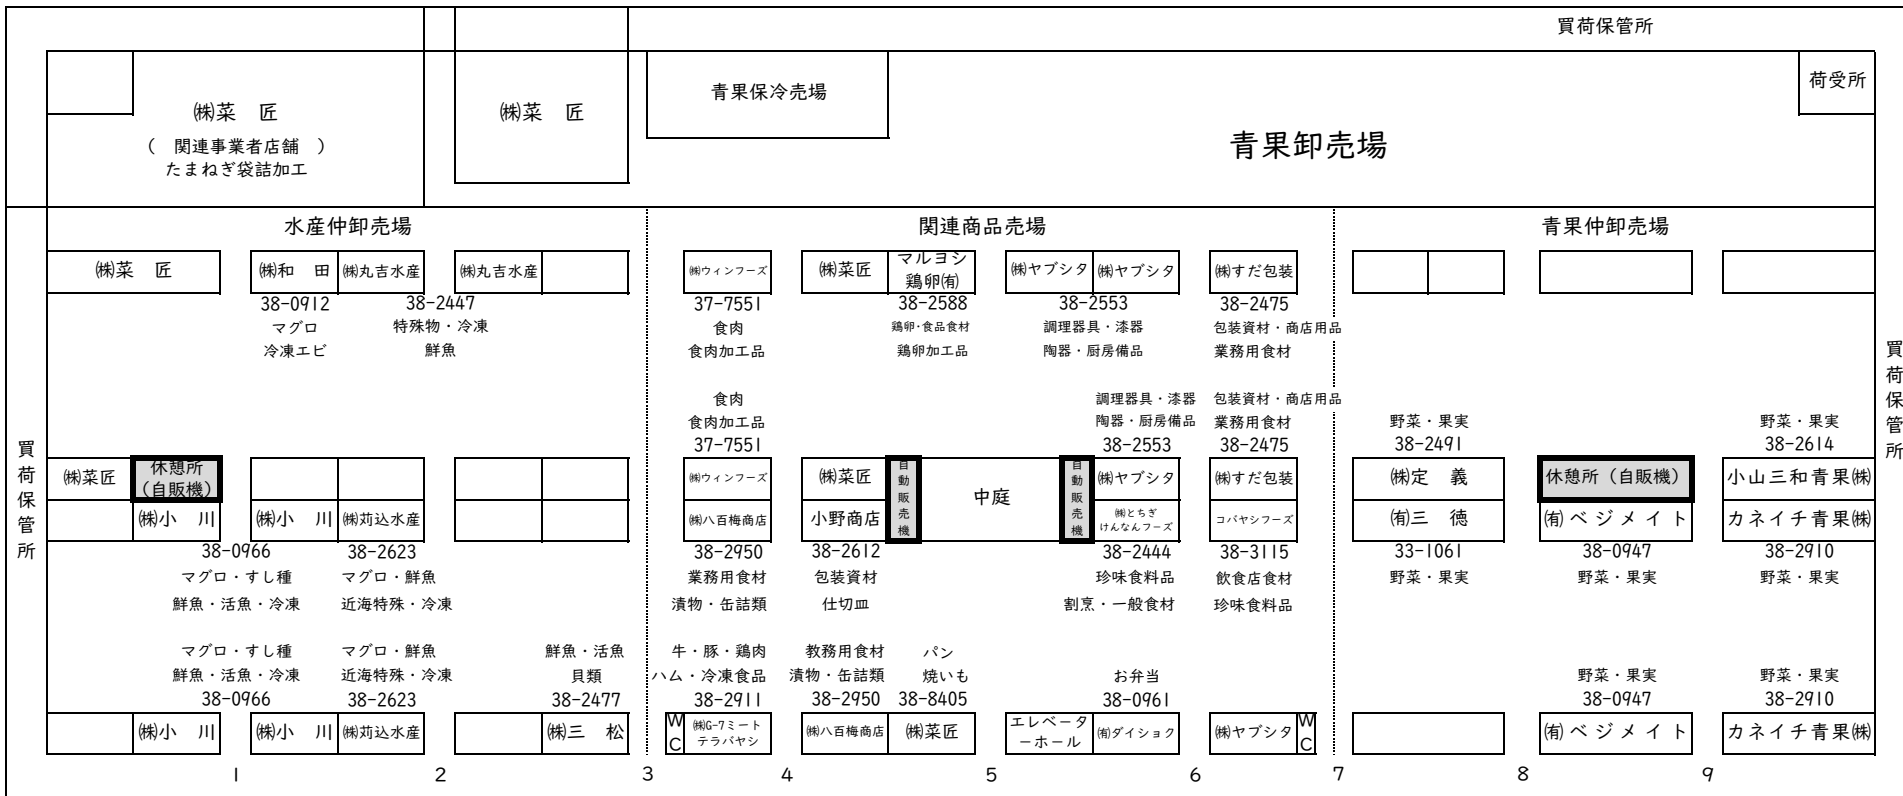 買荷保管所
㈱菜　匠
（　関連事業者店舗　）
たまねぎ袋詰加工
㈱菜　匠
青果保冷売場
青果卸売場
荷受所
水産仲卸売場
関連商品売場
青果仲卸売場
㈱菜　匠
㈱和　田
㈱丸吉水産
㈱丸吉水産
㈱ウィンフーズ
㈱菜匠
マルヨシ
鶏卵㈲
㈱ヤブシタ
㈱ヤブシタ
㈱すだ包装
38-0912
38-2447
37-7551
38-2588
38-2553
38-2475
マグロ
特殊物・冷凍
食肉
鶏卵・食品食材
調理器具・漆器
包装資材・商店用品
冷凍エビ
鮮魚
食肉加工品
鶏卵加工品
陶器・厨房備品
業務用食材
買荷保管所
買荷保管所
食肉
調理器具・漆器
包装資材・商店用品
食肉加工品
陶器・厨房備品
業務用食材
野菜・果実
野菜・果実
37-7551
38-2553
38-2475
38-2491
38-2614
㈱菜匠
休憩所
（自販機）
㈱ウィンフーズ
㈱菜匠
自動販売機
中庭
自動販売機
㈱ヤブシタ
㈱すだ包装
㈱定　義
休憩所（自販機）
小山三和青果㈱
㈱小　川
㈱小　川
㈱苅込水産
㈱八百梅商店
小野商店
㈱とちぎ
けんなんフーズ
コバヤシフーズ
㈲三　徳
㈲ベジメイト
カネイチ青果㈱
38-0966
38-2623
38-2950
38-2612
38-2444
38-3115
33-1061
38-0947
38-2910
マグロ・すし種
マグロ・鮮魚
業務用食材
包装資材
珍味食料品
飲食店食材
野菜・果実
野菜・果実
野菜・果実
鮮魚・活魚・冷凍
近海特殊・冷凍
漬物・缶詰類
仕切皿
割烹・一般食材
珍味食料品
マグロ・すし種
マグロ・鮮魚
鮮魚・活魚
牛・豚・鶏肉
教務用食材
パン
鮮魚・活魚・冷凍
近海特殊・冷凍
貝類
ハム・冷凍食品
漬物・缶詰類
焼いも
お弁当
野菜・果実
野菜・果実
38-0966
38-2623
38-2477
38-2911
38-2950
38-8405
38-0961
38-0947
38-2910
㈱小　川
㈱小　川
㈱苅込水産
㈱三　松
WC
㈱G-7ミート
テラバヤシ
㈱八百梅商店
㈱菜匠
エレベータ
ーホール
㈲ダイショク
㈱ヤブシタ
WC
㈲ベジメイト
カネイチ青果㈱
1
2
3
4
5
6
7
8
9